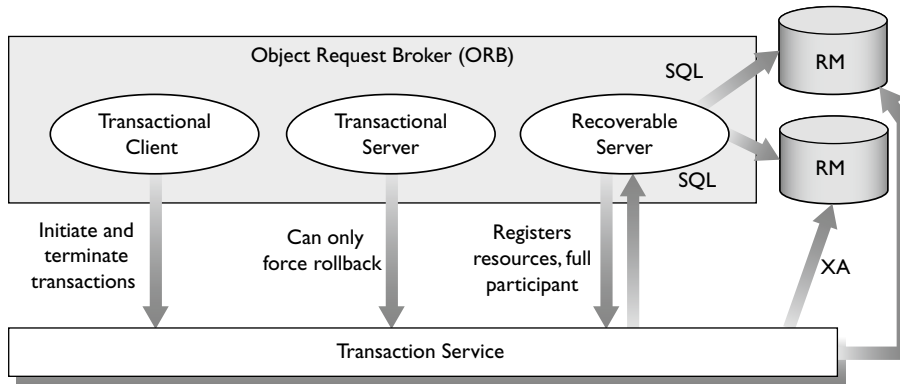 Object Request Broker (ORB)
SQL
RM
Transactional
Client
Transactional
Server
Recoverable
Server
SQL
RM
Initiate and
terminate
transactions
Can only
force rollback
Registers
resources, full
participant
XA
Transaction Service